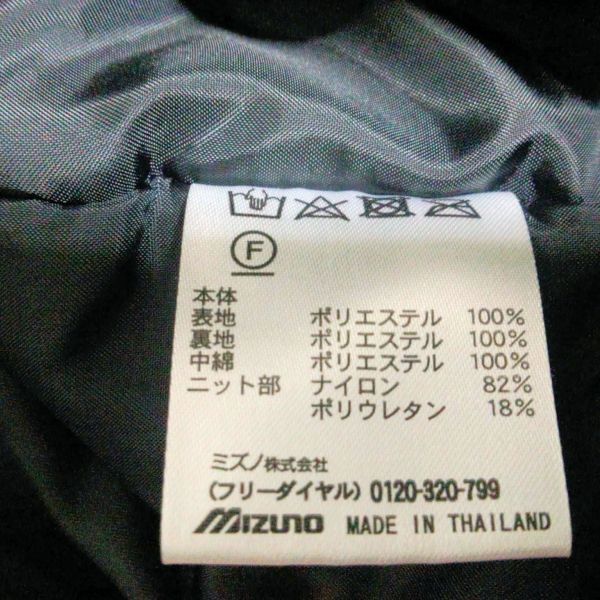 F
本体
表地 ポリエステル 100%
裏地 ポリエステル 100%
中綿 ポリエステル 100%
ニット部 ナイロン 82%
ポリウレタン 18%
ミズノ株式会社
(フリーダイヤル) 0120-320-799
MIZUNO MADE IN THAILAND